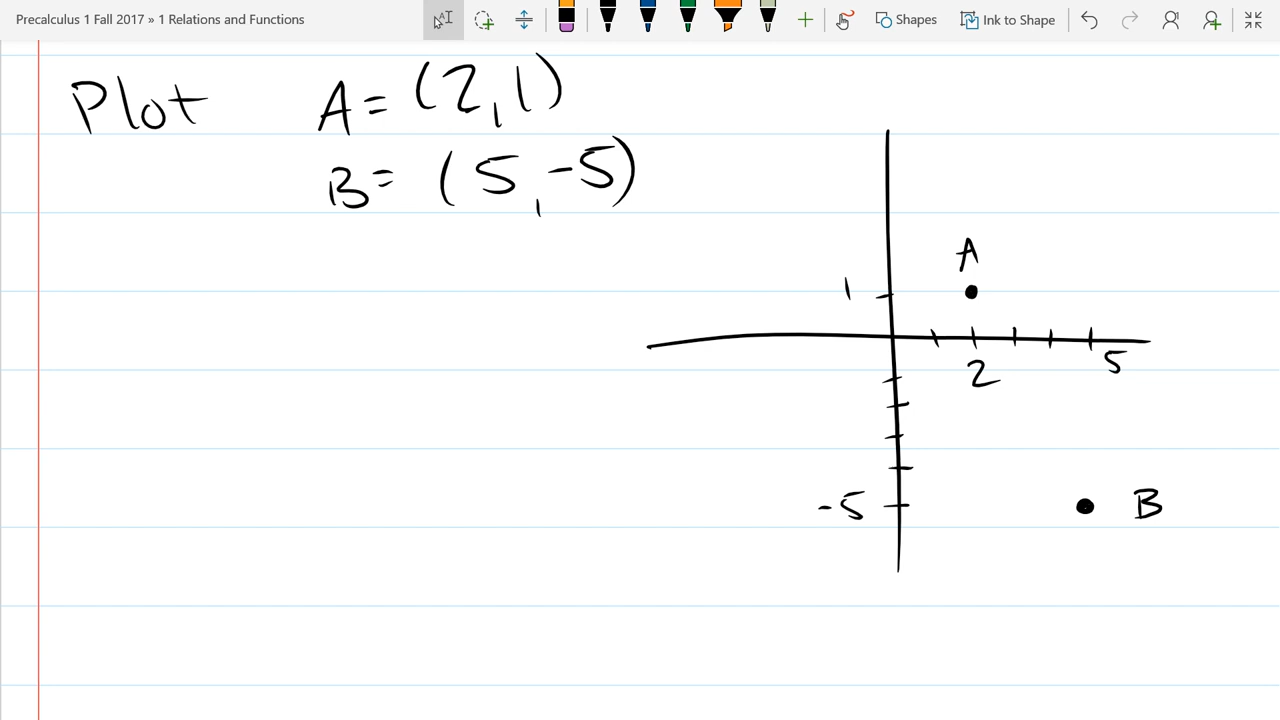 Precalculus 1 Fall 2017 » 1 Relations and Functions
Shapes
Ink to Shape
Plot A = (2,1)
B = (5,-5)
A
1
2
5
-5
B